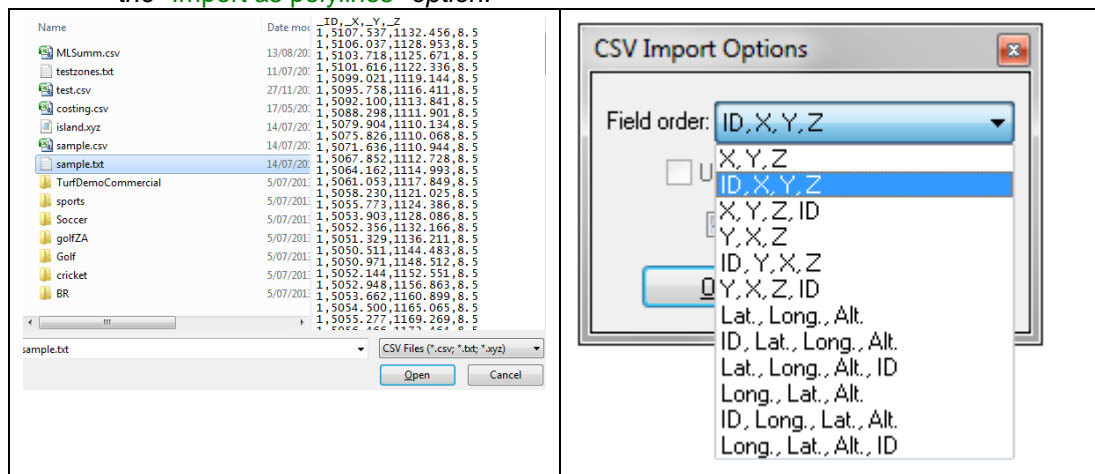 the "Import as polylines" option.
Name
Date mo
MLSumm.csv
13/08/20
testzones.txt
11/07/20
test.csv
27/11/20
costing.csv
17/05/20
island.xyz
14/07/20
sample.csv
14/07/20
sample.txt
14/07/20
TurfDemoCommercial
5/07/201
sports
5/07/201
Soccer
5/07/201
golfZA
5/07/201
Golf
5/07/201
cricket
5/07/201
BR
5/07/201
_ID,_X,_Y,_Z
1,5107.537,1132.456,8.5
1,5106.037,1128.953,8.5
1,5103.718,1125.671,8.5
1,5101.616,1122.336,8.5
1,5099.021,1119.144,8.5
1,5095.758,1116.411,8.5
1,5092.100,1113.841,8.5
1,5088.298,1111.901,8.5
1,5079.904,1110.134,8.5
1,5075.826,1110.068,8.5
1,5071.636,1110.944,8.5
1,5067.852,1112.728,8.5
1,5064.162,1114.993,8.5
1,5061.053,1117.849,8.5
1,5058.230,1121.025,8.5
1,5055.773,1124.386,8.5
1,5053.903,1128.086,8.5
1,5052.356,1132.166,8.5
1,5051.329,1136.211,8.5
1,5050.511,1144.483,8.5
1,5050.971,1148.512,8.5
1,5052.144,1152.551,8.5
1,5052.948,1156.863,8.5
1,5053.662,1160.899,8.5
1,5054.500,1165.065,8.5
1,5055.277,1169.269,8.5
sample.txt
CSV Files (*.csv; *.txt; *.xyz)
Open
Cancel
CSV Import Options
Field order:
ID, X, Y, Z
U
X, Y, Z
ID, X, Y, Z
X, Y, Z, ID
Y, X, Z
ID, Y, X, Z
O
Y, X, Z, ID
Lat., Long., Alt.
ID, Lat., Long., Alt.
Lat., Long., Alt., ID
Long., Lat., Alt.
ID, Long., Lat., Alt.
Long., Lat., Alt., ID